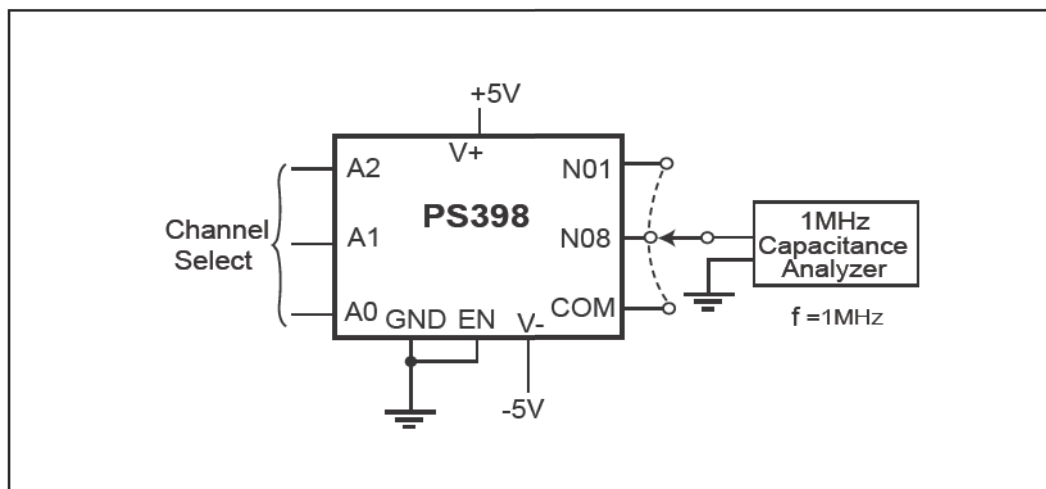 +5V
V+
A2
N01
PS398
Channel
Select
A1
N08
1MHz
Capacitance
Analyzer
A0
GND
EN
V-
COM
f =1MHz
-5V